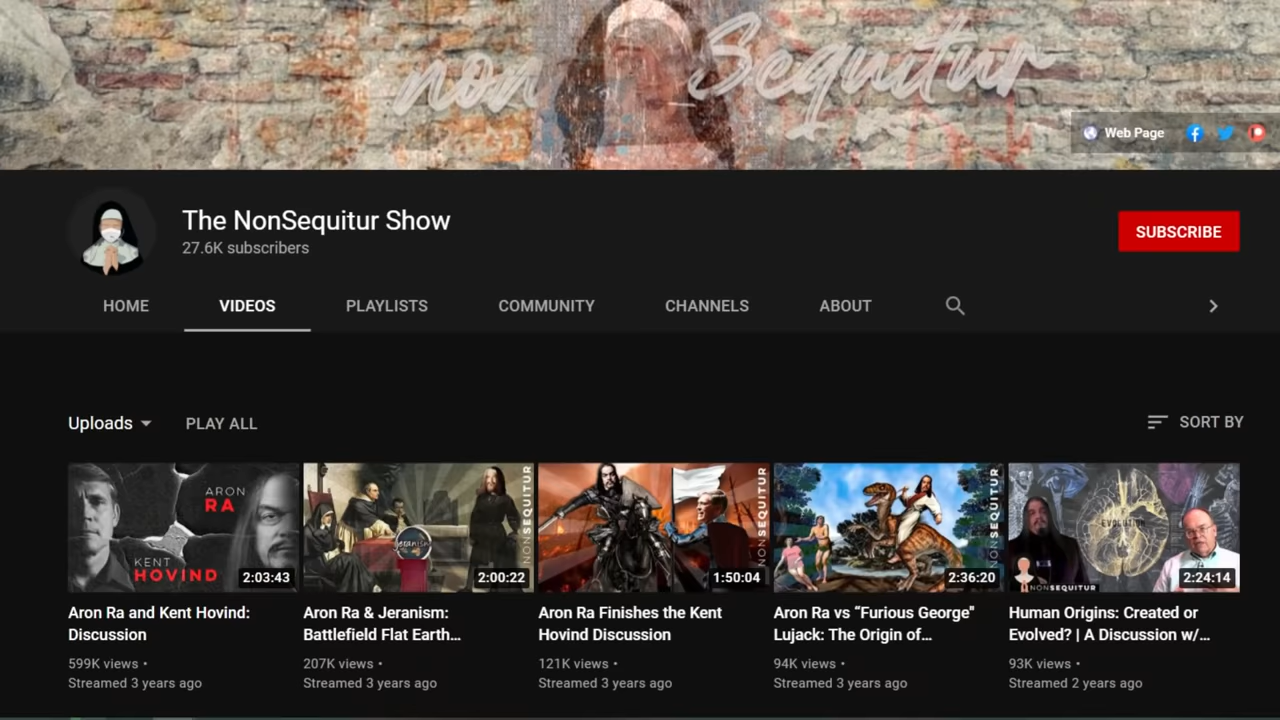 non Sequitur
Web Page
The NonSequitur Show
27.6K subscribers
SUBSCRIBE
HOME VIDEOS PLAYLISTS COMMUNITY CHANNELS ABOUT
Uploads PLAY ALL SORT BY
ARON
RA
KENT
HOVIND
2:03:43
jeranism
NONSEQUITUR
2:00:22
NONSEQUITUR
1:50:04
NONSEQUITUR
2:36:20
EVOLUTION
NONSEQUITUR
2:24:14
Aron Ra and Kent Hovind:
Discussion
599K views •
Streamed 3 years ago
Aron Ra & Jeranism:
Battlefield Flat Earth...
207K views •
Streamed 3 years ago
Aron Ra Finishes the Kent
Hovind Discussion
121K views •
Streamed 3 years ago
Aron Ra vs “Furious George"
Lujack: The Origin of...
94K views •
Streamed 3 years ago
Human Origins: Created or
Evolved? | A Discussion w/...
93K views •
Streamed 2 years ago